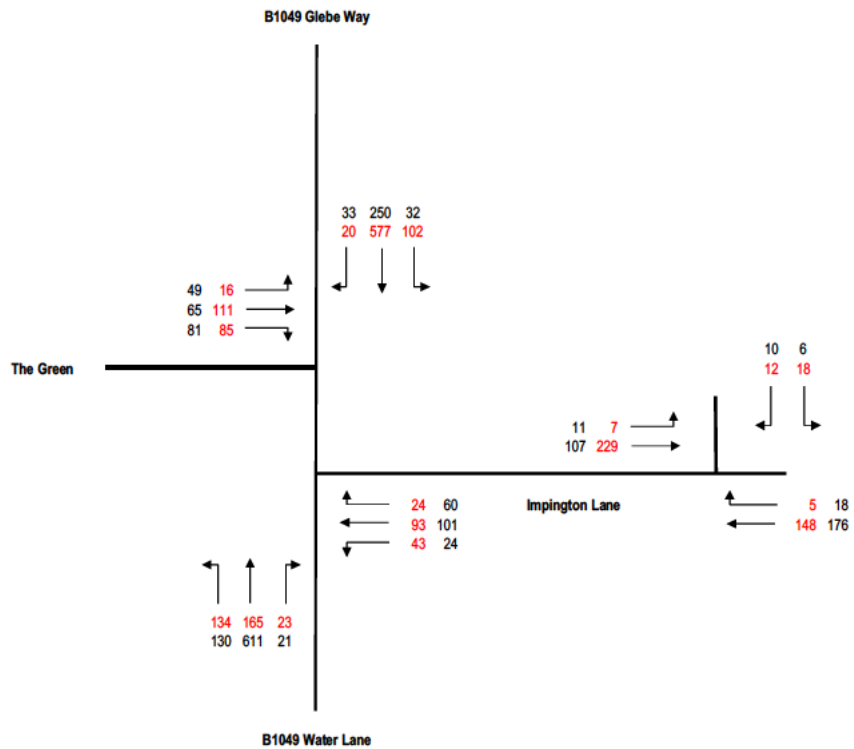 B1049 Glebe Way
33 250 32
20 577 102
49 16
65 111
81 85
The Green
10 6
12 18
11 7
107 229
24 60
93 101
43 24
Impington Lane
5 18
148 176
134 165 23
130 611 21
B1049 Water Lane